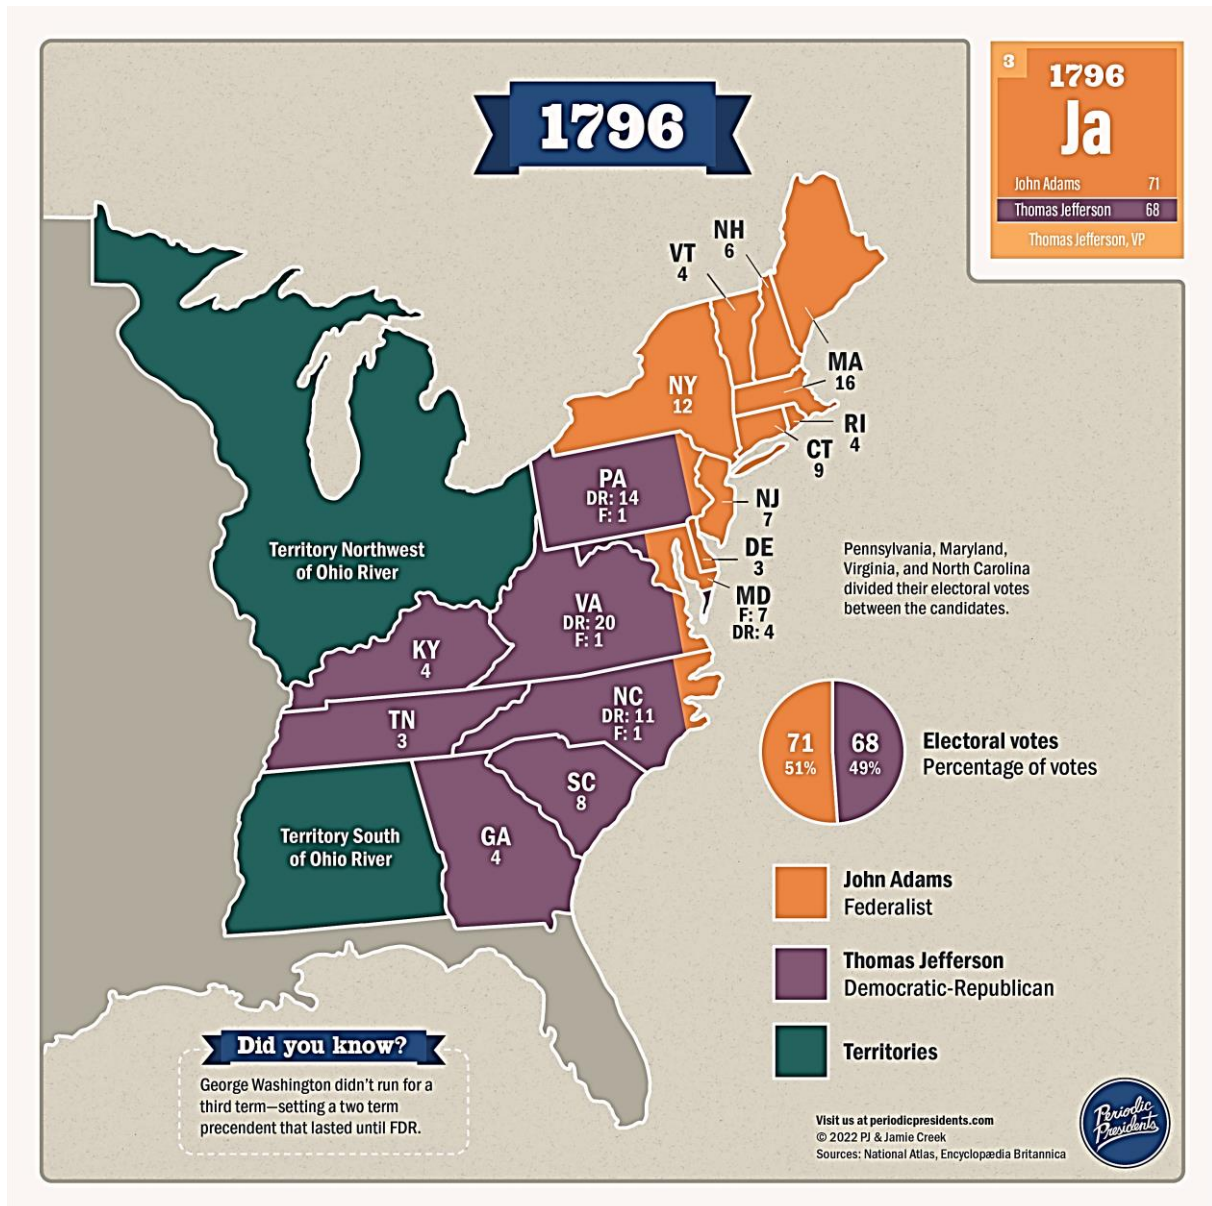 1796
3
1796
Ja
John Adams 71
Thomas Jefferson 68
Thomas Jefferson, VP
NH
6
VT
4
MA
16
NY
12
RI
4
CT
9
PA
DR: 14
F: 1
NJ
7
Territory Northwest
of Ohio River
DE
3
Pennsylvania, Maryland,
Virginia, and North Carolina
divided their electoral votes
between the candidates.
MD
F: 7
DR: 4
VA
DR: 20
F: 1
KY
4
NC
DR: 11
F: 1
TN
3
71
51%
68
49%
Electoral votes
Percentage of votes
SC
8
Territory South
of Ohio River
GA
4
John Adams
Federalist
Thomas Jefferson
Democratic-Republican
Territories
Did you know?
George Washington didn't run for a
third term—setting a two term
precendent that lasted until FDR.
Visit us at periodicpresidents.com
© 2022 PJ & Jamie Creek
Sources: National Atlas, Encyclopædia Britannica
Periodic
Presidents